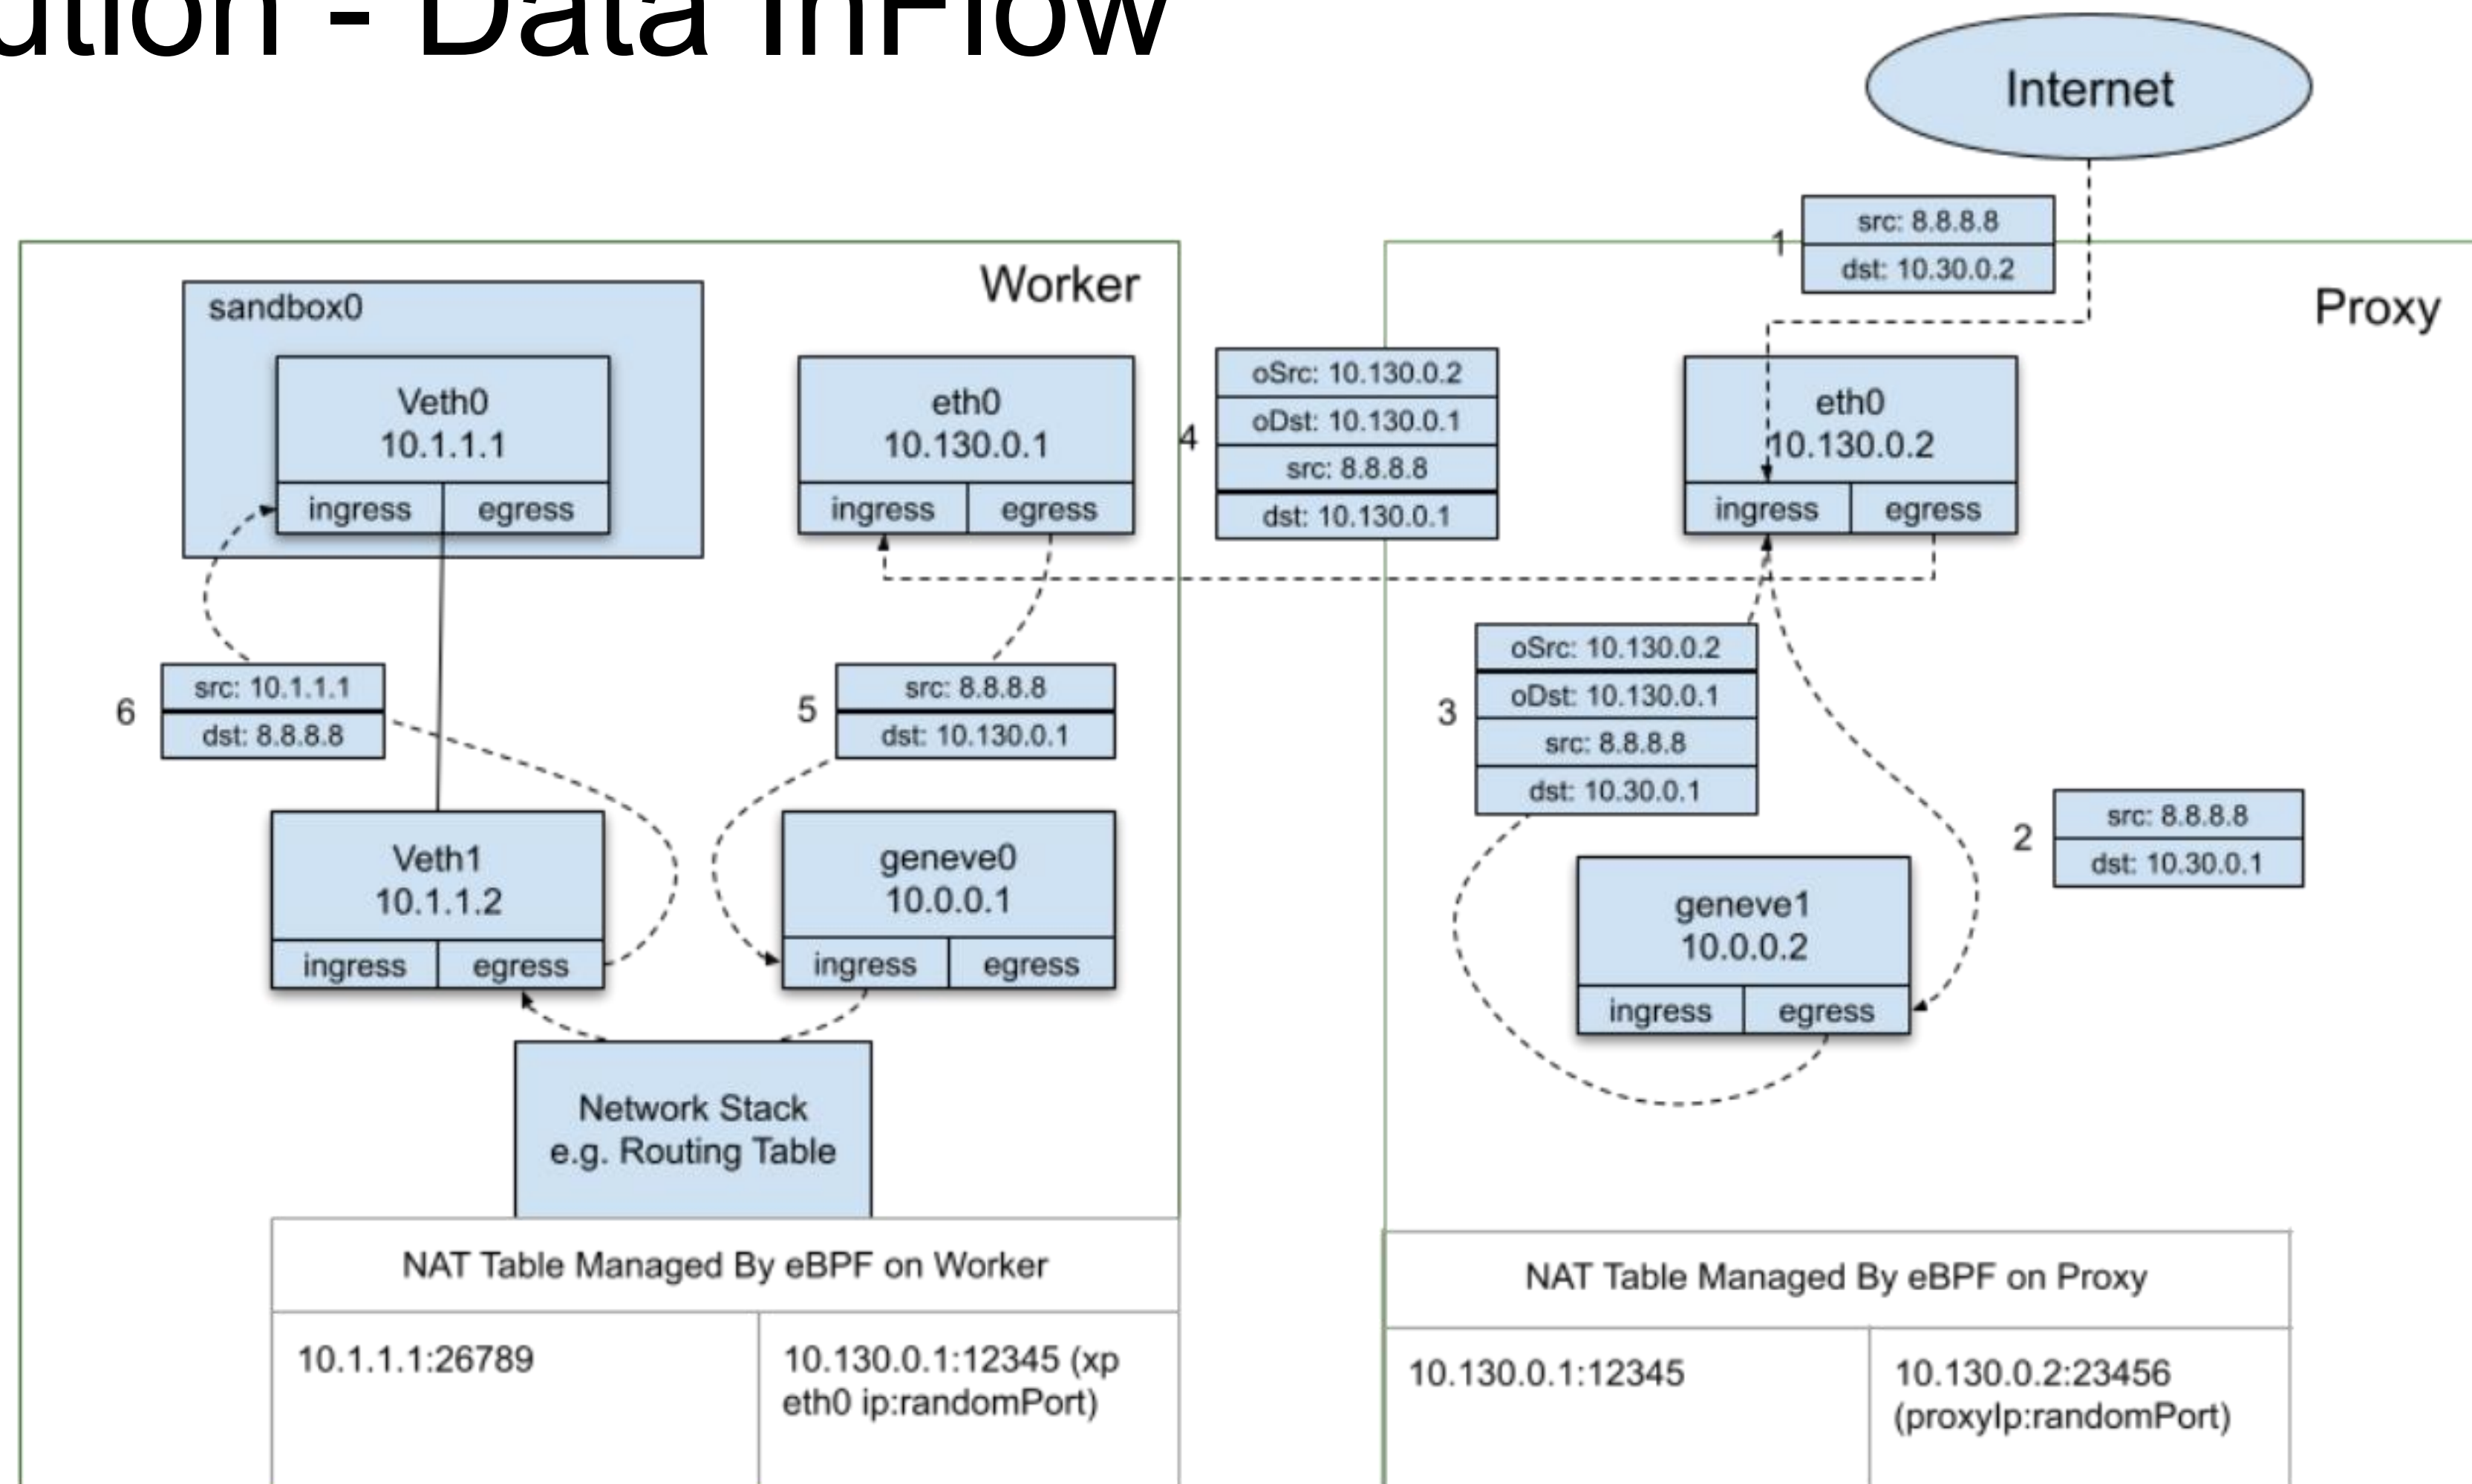 ution - Data InFlow
Internet
src: 8.8.8.8
1
dst: 10.30.0.2
Worker
Proxy
sandbox0
Veth0
10.1.1.1
ingress
egress
eth0
10.130.0.1
ingress
egress
4
oSrc: 10.130.0.2
oDst: 10.130.0.1
src: 8.8.8.8
dst: 10.130.0.1
eth0
10.130.0.2
ingress
egress
6
src: 10.1.1.1
dst: 8.8.8.8
5
src: 8.8.8.8
dst: 10.130.0.1
3
oSrc: 10.130.0.2
oDst: 10.130.0.1
src: 8.8.8.8
dst: 10.30.0.1
2
src: 8.8.8.8
dst: 10.30.0.1
Veth1
10.1.1.2
ingress
egress
geneve0
10.0.0.1
ingress
egress
geneve1
10.0.0.2
ingress
egress
Network Stack
e.g. Routing Table
NAT Table Managed By eBPF on Worker
10.1.1.1:26789
10.130.0.1:12345 (xp
eth0 ip:randomPort)
NAT Table Managed By eBPF on Proxy
10.130.0.1:12345
10.130.0.2:23456
(proxyIp:randomPort)